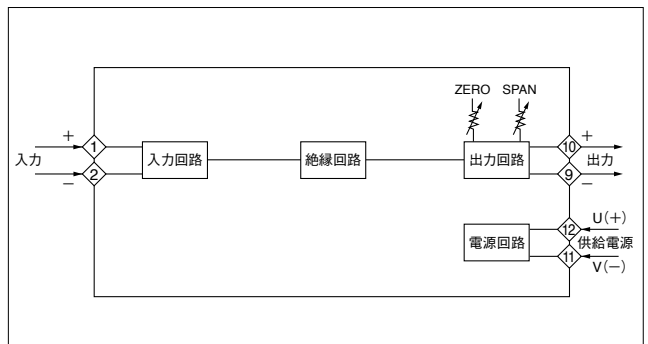 ZERO SPAN
+ 1 10 +
入力 入力回路 絶縁回路 出力回路 出力
− 2 9 −
12 U(+)
電源回路 供給電源
11 V(−)